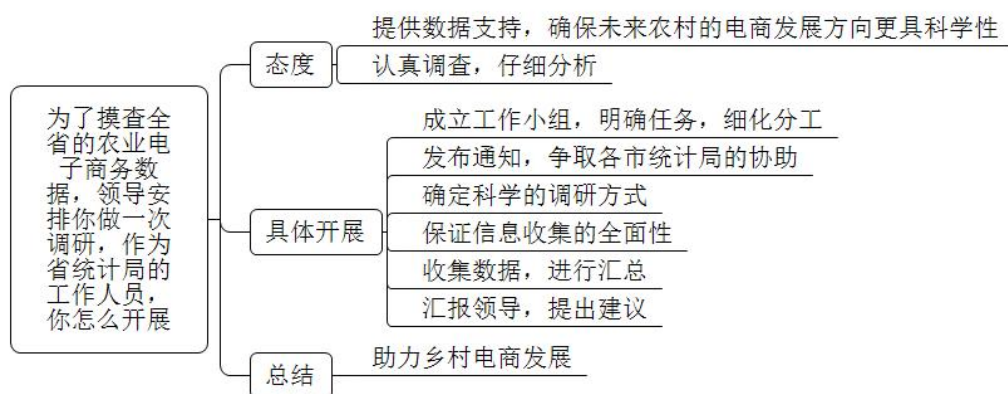 为了摸查全
省的农业电
子商务数
据，领导安
排你做一次
调研，作为
省统计局的
工作人员，
你怎么开展
态度
提供数据支持，确保未来农村的电商发展方向更具科学性
认真调查，仔细分析
具体开展
成立工作小组，明确任务，细化分工
发布通知，争取各市统计局的协助
确定科学的调研方式
保证信息收集的全面性
收集数据，进行汇总
汇报领导，提出建议
总结
助力乡村电商发展